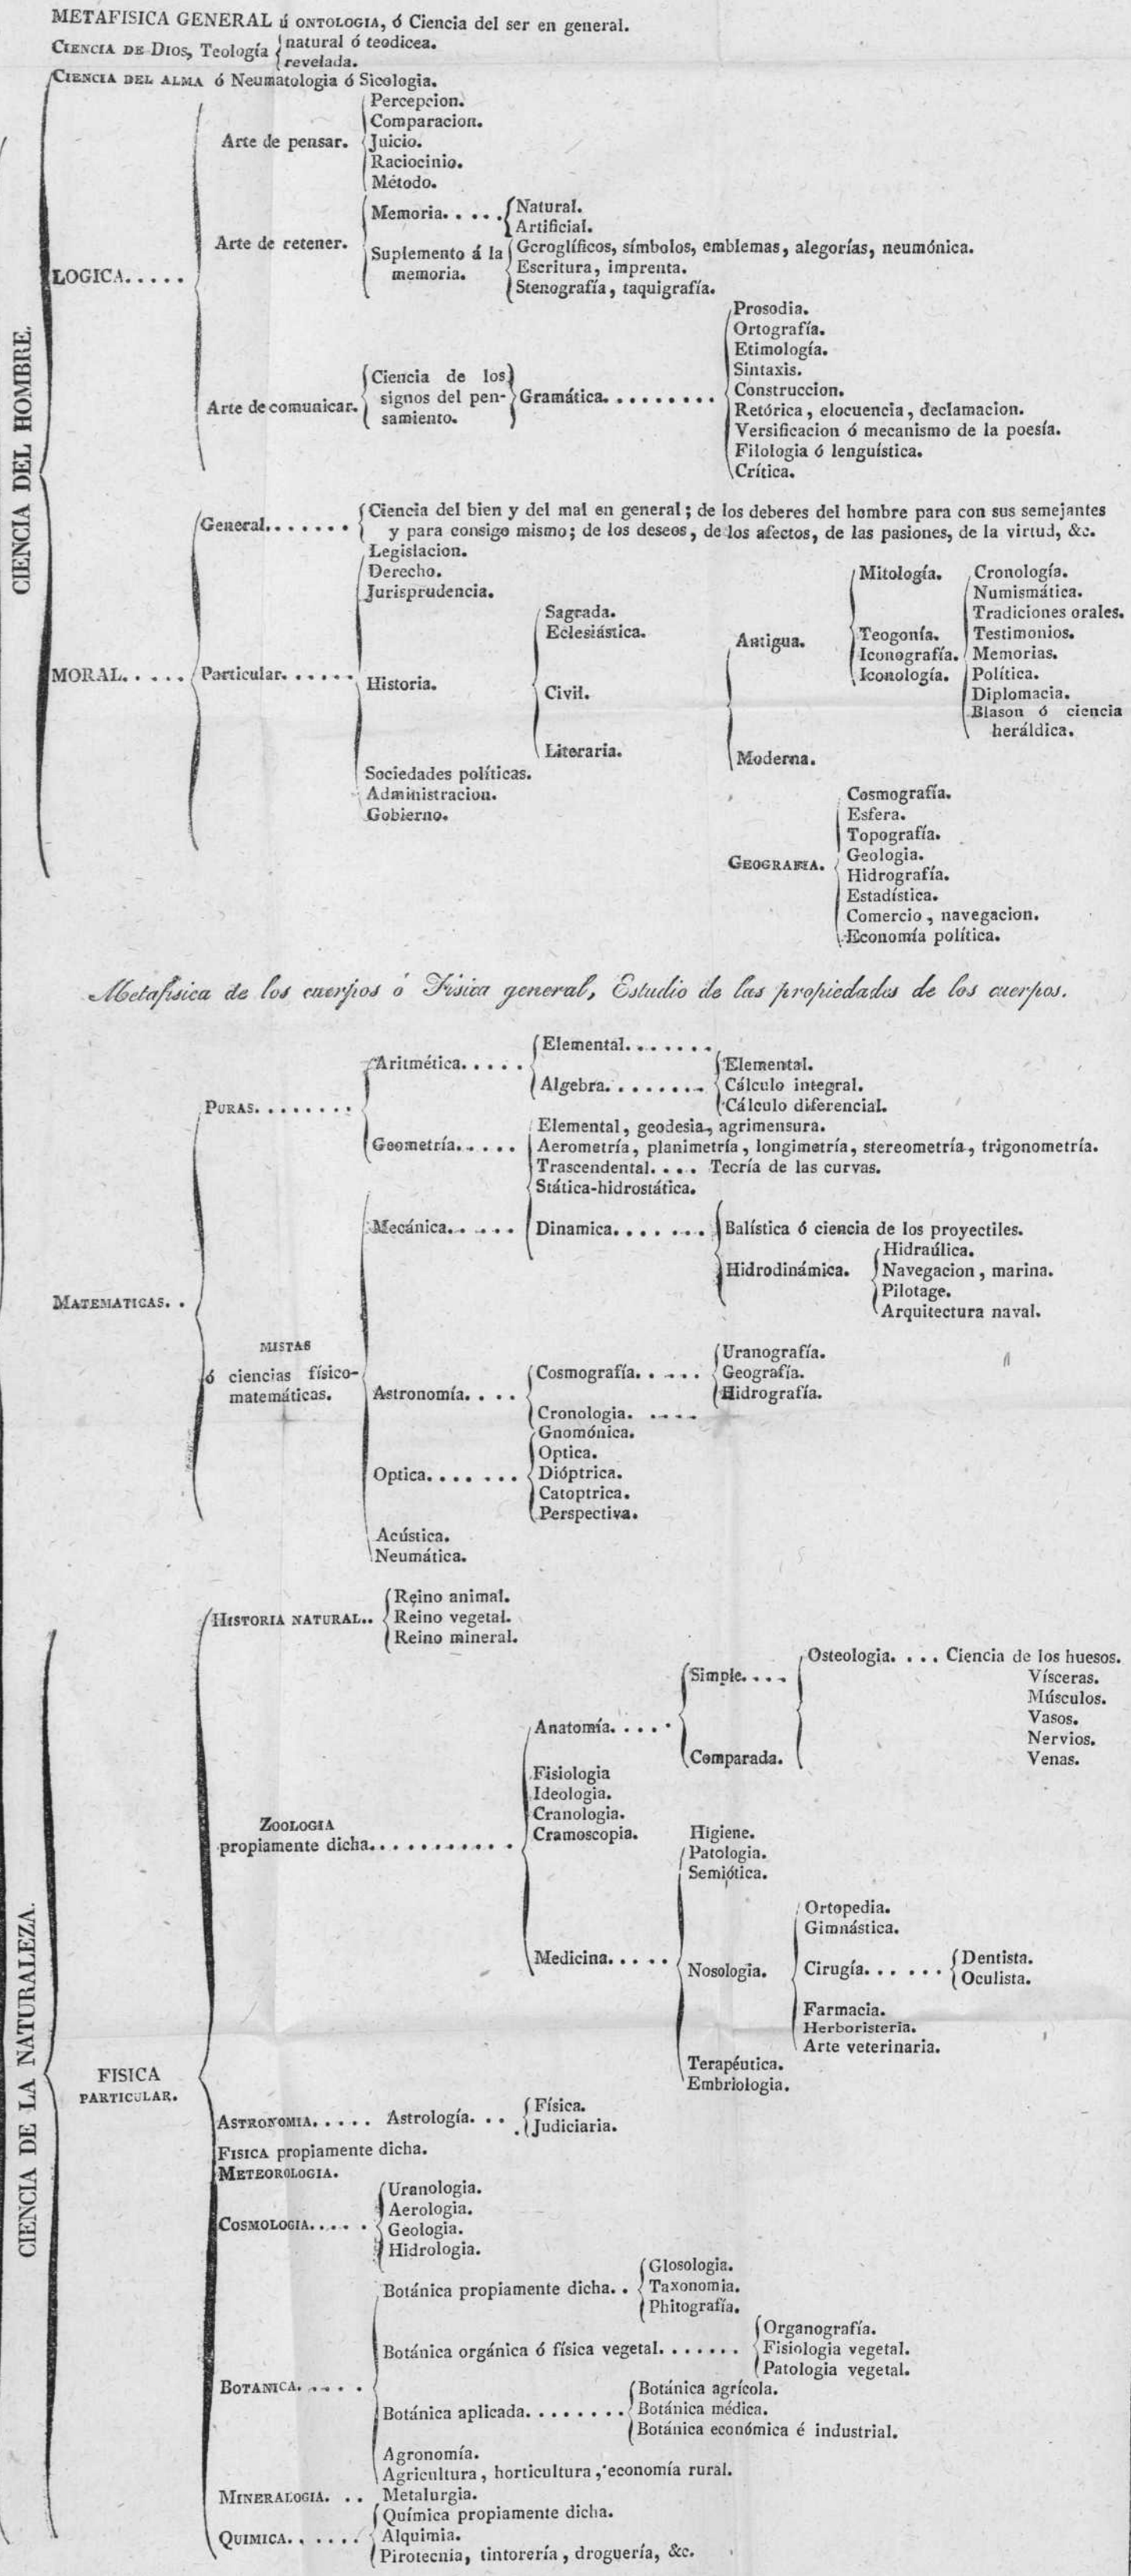 METAFISICA GENERAL ú ONTOLOGIA, ó Ciencia del ser en general.
CIENCIA DE DIOS, Teología
natural ó teodicea.
revelada.
CIENCIA DEL ALMA ó Neumatologia ó Sicologia.
CIENCIA DEL HOMBRE.
LOGICA.....
Arte de pensar.
Percepcion.
Comparacion.
Juicio.
Raciocinio.
Método.
Arte de retener.
Memoria.....
Natural.
Artificial.
Suplemento á la
memoria.
Geroglíficos, símbolos, emblemas, alegorías, neumónica.
Escritura, imprenta.
Stenografía, taquigrafía.
Arte de comunicar.
Ciencia de los
signos del pen-
samiento.
Gramática.........
Prosodia.
Ortografía.
Etimología.
Sintaxis.
Construccion.
Retórica, elocuencia, declamacion.
Versificacion ó mecanismo de la poesía.
Filologia ó lenguística.
Crítica.
MORAL.....
General.......
Ciencia del bien y del mal en general; de los deberes del hombre para con sus semejantes
y para consigo mismo; de los deseos, de los afectos, de las pasiones, de la virtud, &c.
Particular......
Legislacion.
Derecho.
Jurisprudencia.
Historia.
Sagrada.
Eclesiástica.
Civil.
Literaria.
Antigua.
Mitología.
Teogonía.
Iconografía.
Iconología.
Cronología.
Numismática.
Tradiciones orales.
Testimonios.
Memorias.
Política.
Diplomacia.
Blason ó ciencia
heráldica.
Moderna.
Sociedades políticas.
Administracion.
Gobierno.
GEOGRAFIA.
Cosmografía.
Esfera.
Topografía.
Geologia.
Hidrografía.
Estadística.
Comercio, navegacion.
Economía política.
Metafisica de los cuerpos ó Fisica general, Estudio de las propiedades de los cuerpos.
MATEMATICAS..
PURAS........
Aritmética.....
Elemental.......
Algebra.......
Elemental.
Cálculo integral.
Cálculo diferencial.
Geometría.....
Elemental, geodesia, agrimensura.
Aerometría, planimetría, longimetría, stereometría, trigonometría.
Trascendental.... Tecría de las curvas.
MISTAS
ó ciencias físico-
matemáticas.
Mecánica......
Stática-hidrostática.
Dinamica.......
Balística ó ciencia de los proyectiles.
Hidrodinámica.
Hidraúlica.
Navegacion, marina.
Pilotage.
Arquitectura naval.
Astronomía....
Cosmografía.....
Uranografía.
Geografía.
Hidrografía.
Cronologia.....
Optica.......
Gnomónica.
Optica.
Dióptrica.
Catoptrica.
Perspectiva.
Acústica.
Neumática.
CIENCIA DE LA NATURALEZA.
FISICA
PARTICULAR.
HISTORIA NATURAL..
Reino animal.
Reino vegetal.
Reino mineral.
ZOOLOGIA
propiamente dicha...........
Anatomía.....
Simple....
Comparada.
Osteologia.... Ciencia de los huesos.
Vísceras.
Músculos.
Vasos.
Nervios.
Venas.
Fisiologia
Ideologia.
Cranologia.
Cramoscopia.
Medicina.....
Higiene.
Patologia.
Semiótica.
Nosologia.
Ortopedia.
Gimnástica.
Cirugía......
Dentista.
Oculista.
Farmacia.
Herboristeria.
Arte veterinaria.
Terapéutica.
Embriologia.
ASTRONOMIA..... Astrología...
Física.
Judiciaria.
FISICA propiamente dicha.
METEOROLOGIA.
COSMOLOGIA.....
Uranologia.
Aerologia.
Geologia.
Hidrologia.
BOTANICA.....
Botánica propiamente dicha..
Glosologia.
Taxonomia.
Phitografía.
Botánica orgánica ó física vegetal.......
Organografía.
Fisiologia vegetal.
Patologia vegetal.
Botánica aplicada........
Botánica agrícola.
Botánica médica.
Botánica económica é industrial.
Agronomía.
Agricultura, horticultura, economía rural.
MINERALOGIA... Metalurgia.
QUIMICA......
Química propiamente dicha.
Alquimia.
Pirotecnia, tintorería, droguería, &c.